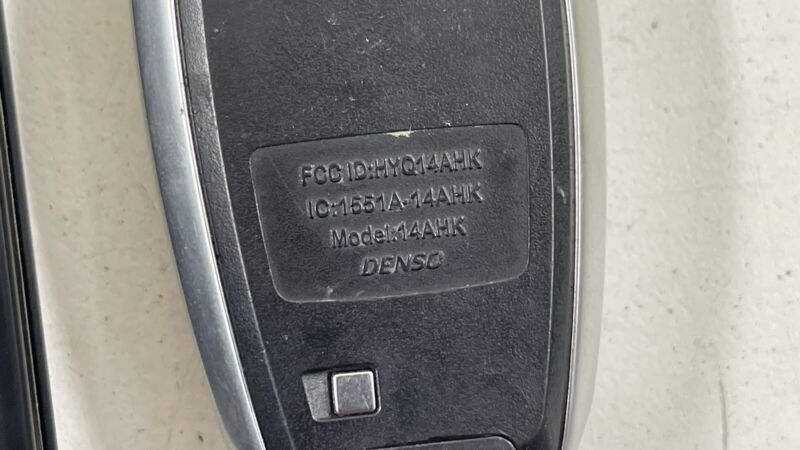 FCC ID:HYQ14AHK
IC:1551A-14AHK
Model:14AHK
DENSO